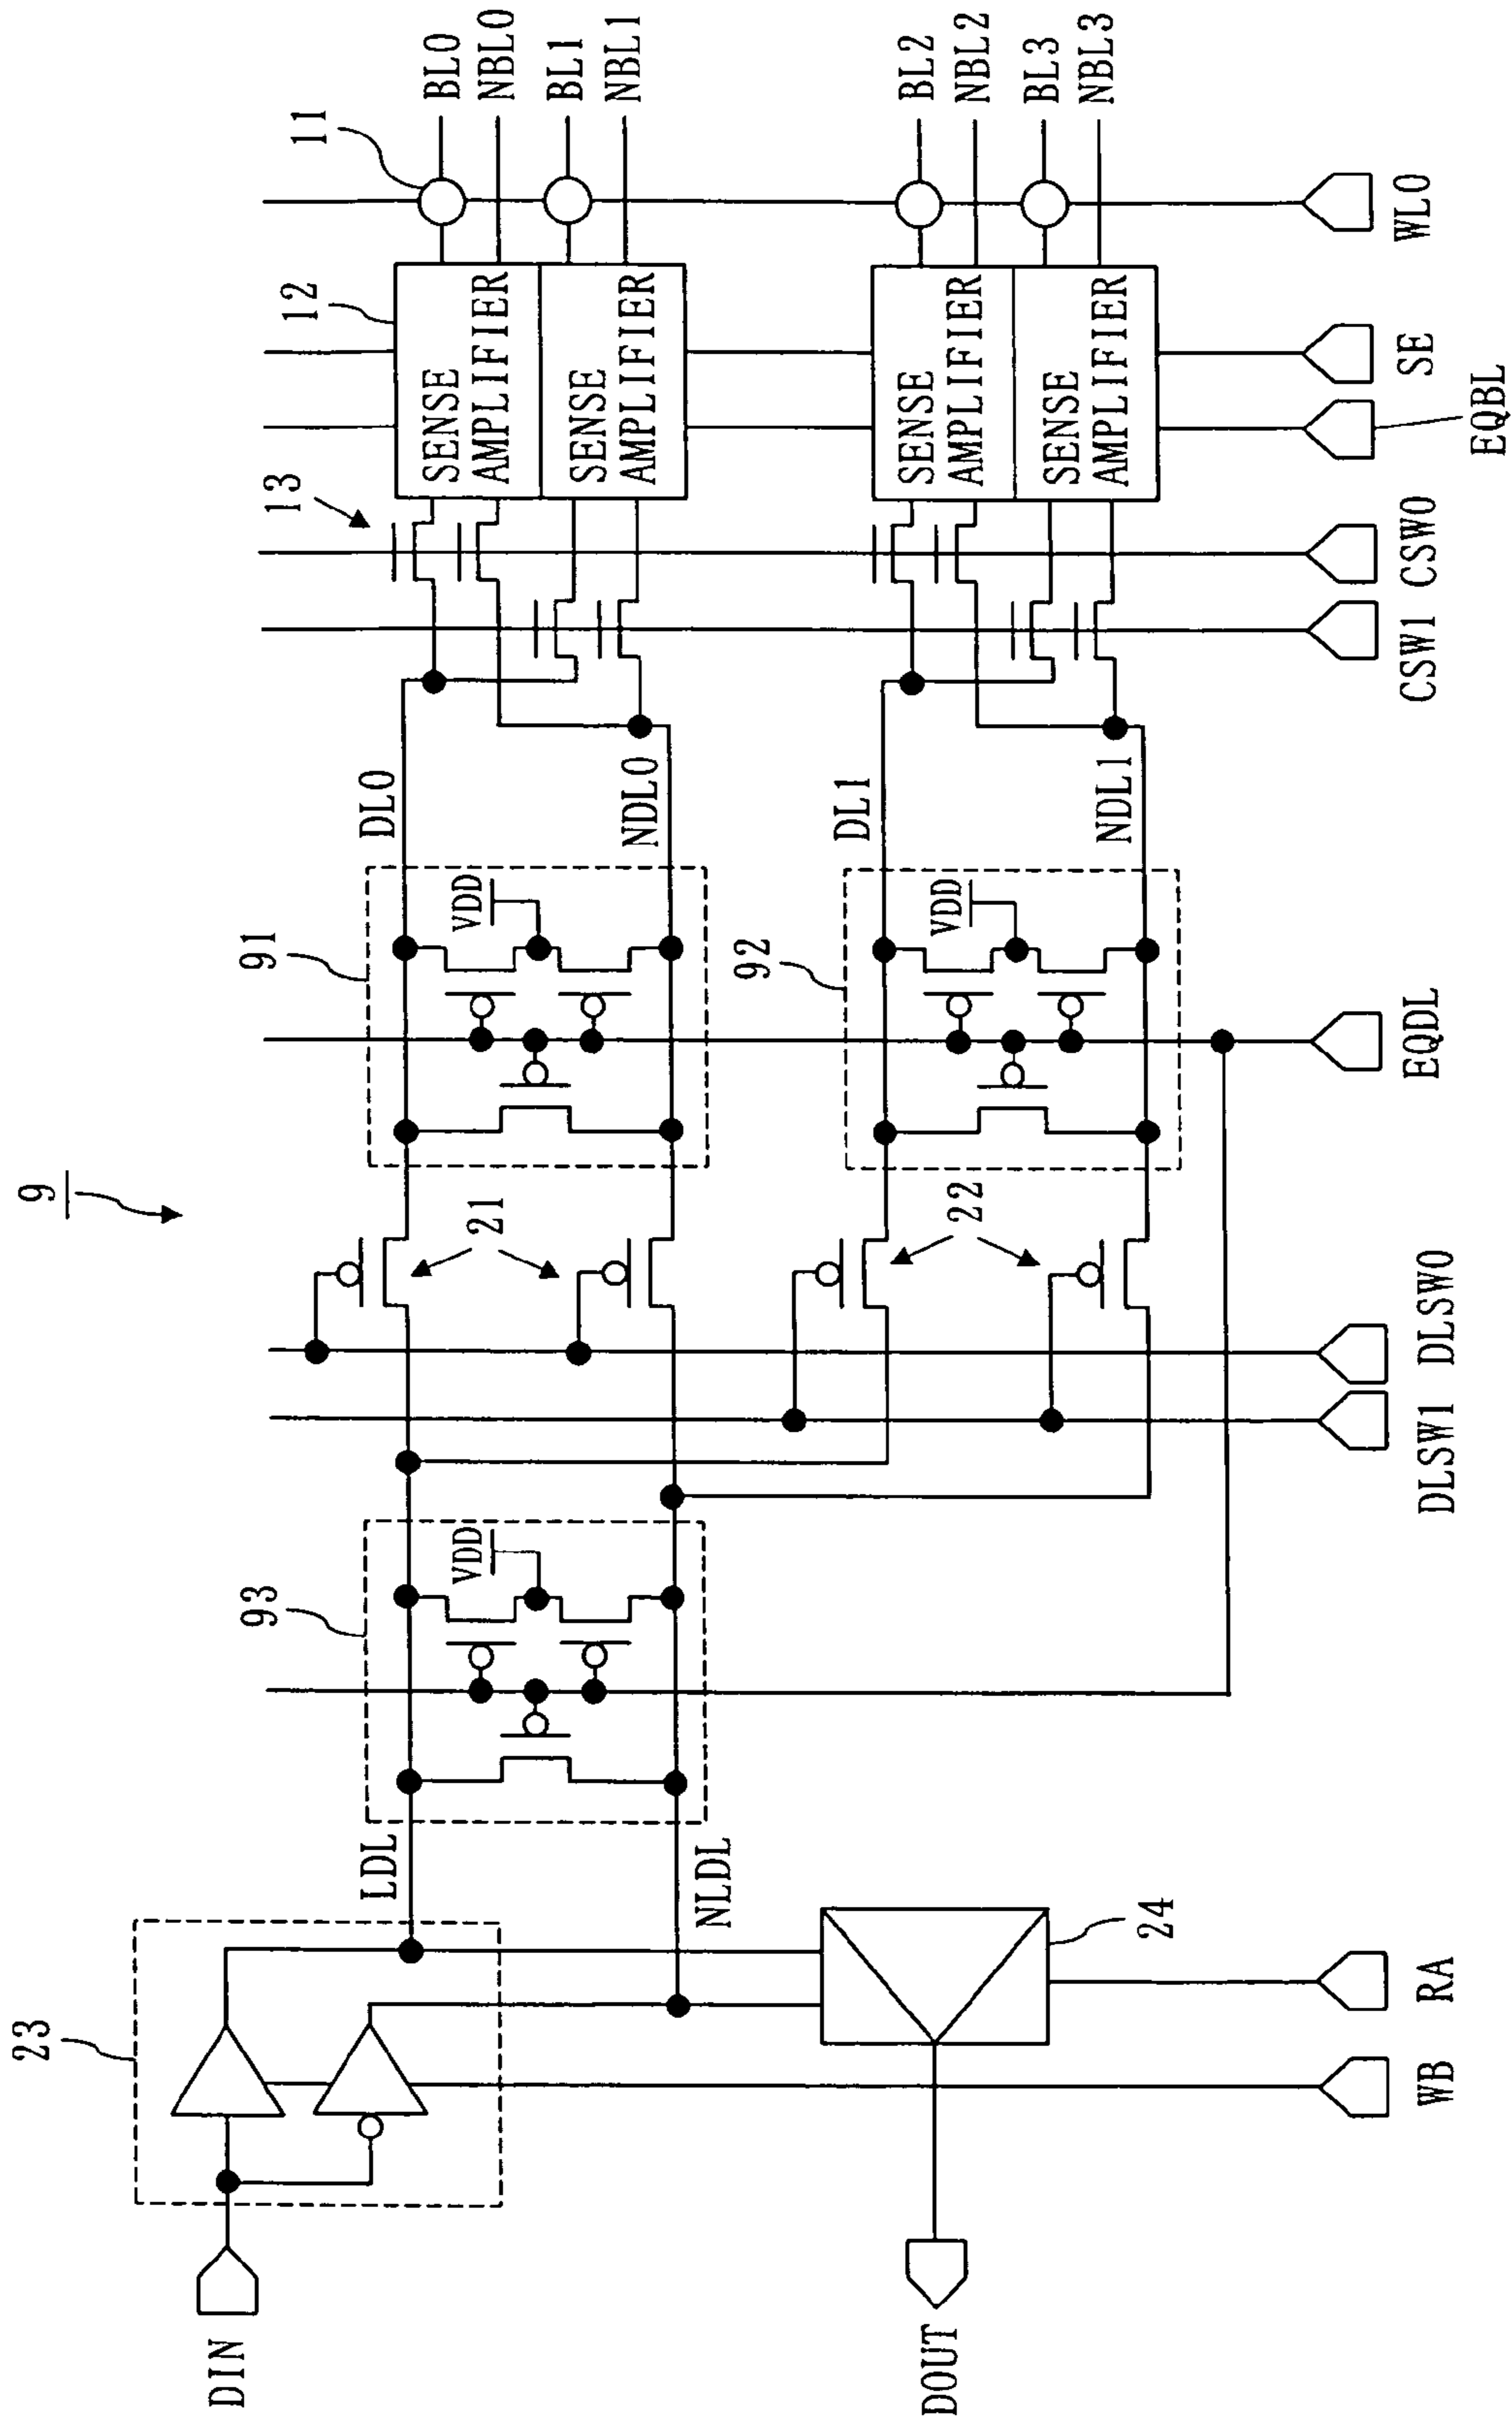 9
23
DIN
DOUT
24
LDL
NLDL
93
VDD
21
22
91
VDD
92
VDD
DL0
NDL0
DL1
NDL1
13
12
11
SENSE
AMPLIFIER
SENSE
AMPLIFIER
SENSE
AMPLIFIER
SENSE
AMPLIFIER
BL0
NBL0
BL1
NBL1
BL2
NBL2
BL3
NBL3
WB
RA
DLSW1
DLSW0
EQDL
CSW1
CSW0
EQBL
SE
WL0